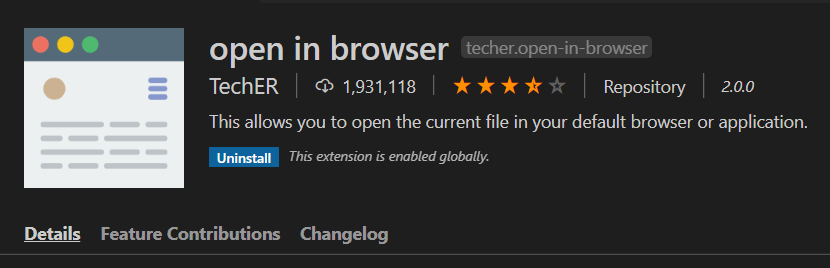 open in browser techer.open-in-browser
TechER 1,931,118 Repository 2.0.0
This allows you to open the current file in your default browser or application.
Uninstall This extension is enabled globally.
Details Feature Contributions Changelog